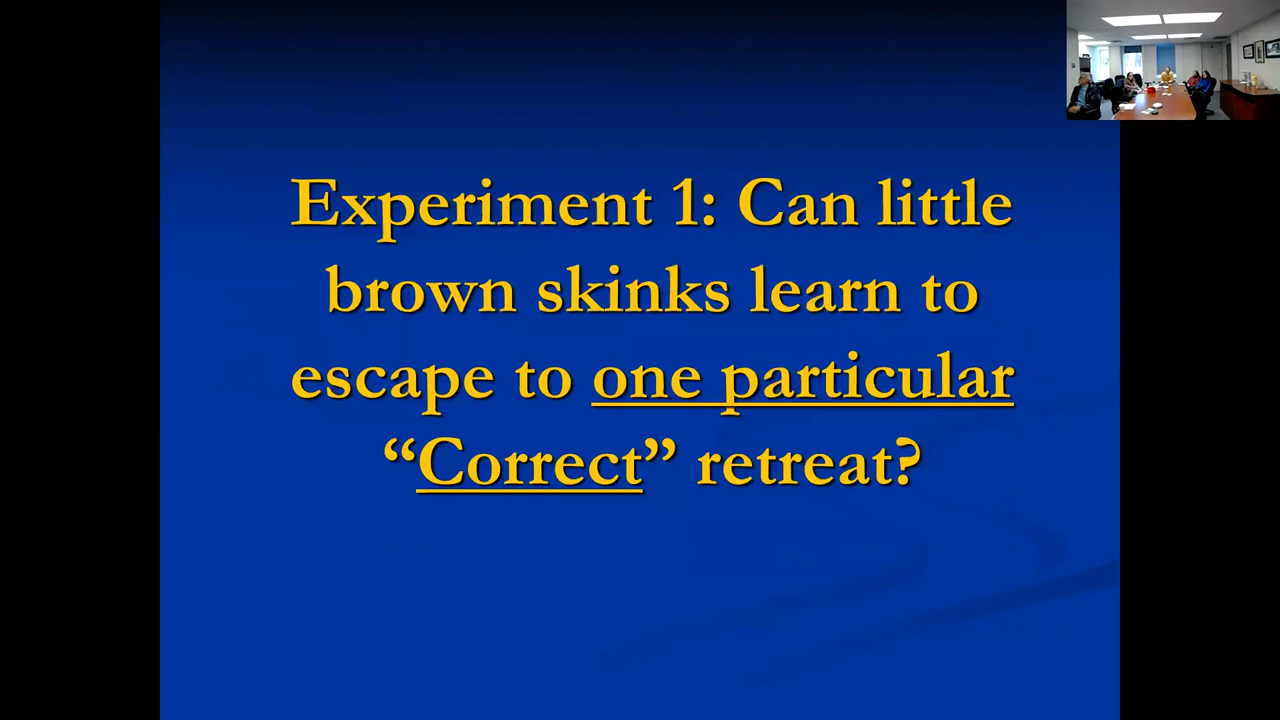 Experiment 1: Can little
brown skinks learn to
escape to one particular
“Correct” retreat?